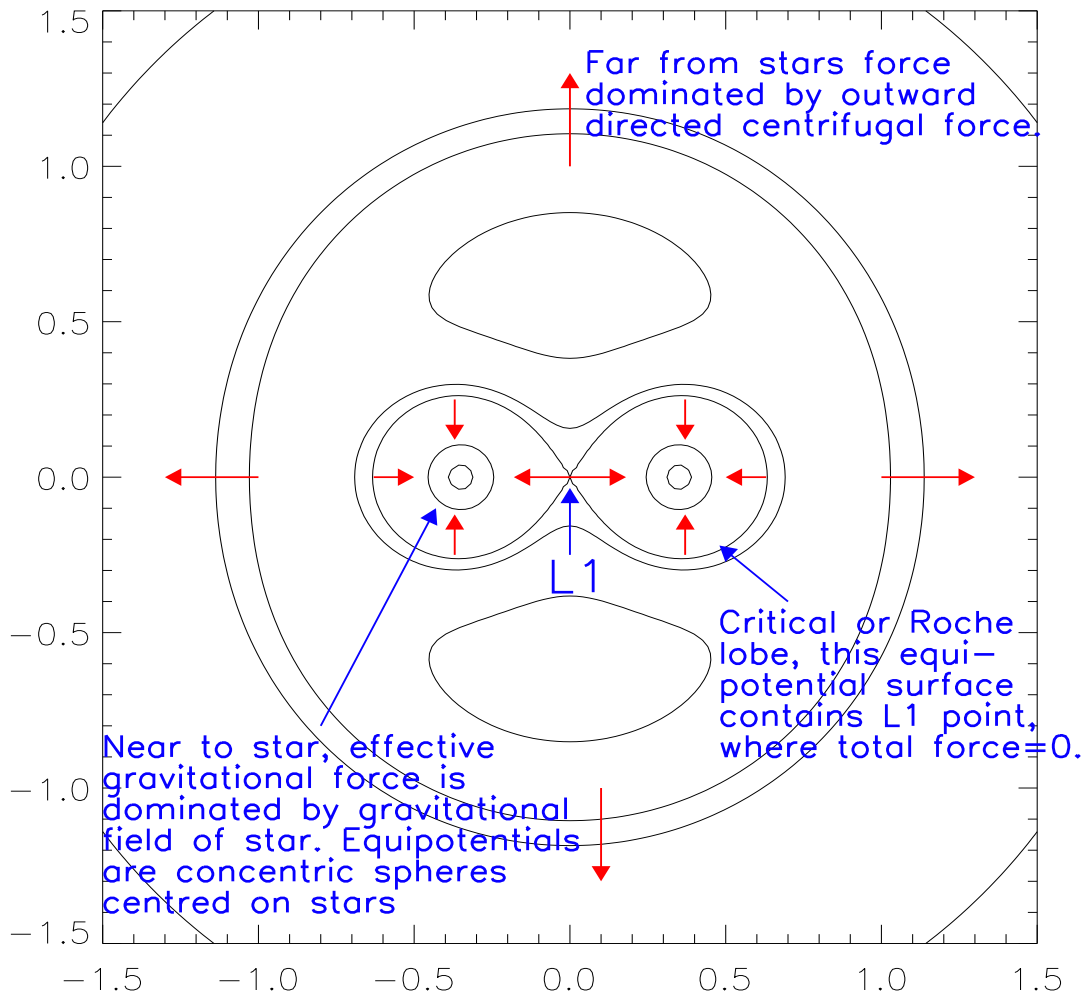 1.5
1.0
0.5
0.0
−0.5
−1.0
−1.5
−1.5
−1.0
−0.5
0.0
0.5
1.0
1.5
Far from stars force
dominated by outward
directed centrifugal force.
L1
Critical or Roche
lobe, this equi−
potential surface
contains L1 point,
where total force=0.
Near to star, effective
gravitational force is
dominated by gravitational
field of star. Equipotentials
are concentric spheres
centred on stars